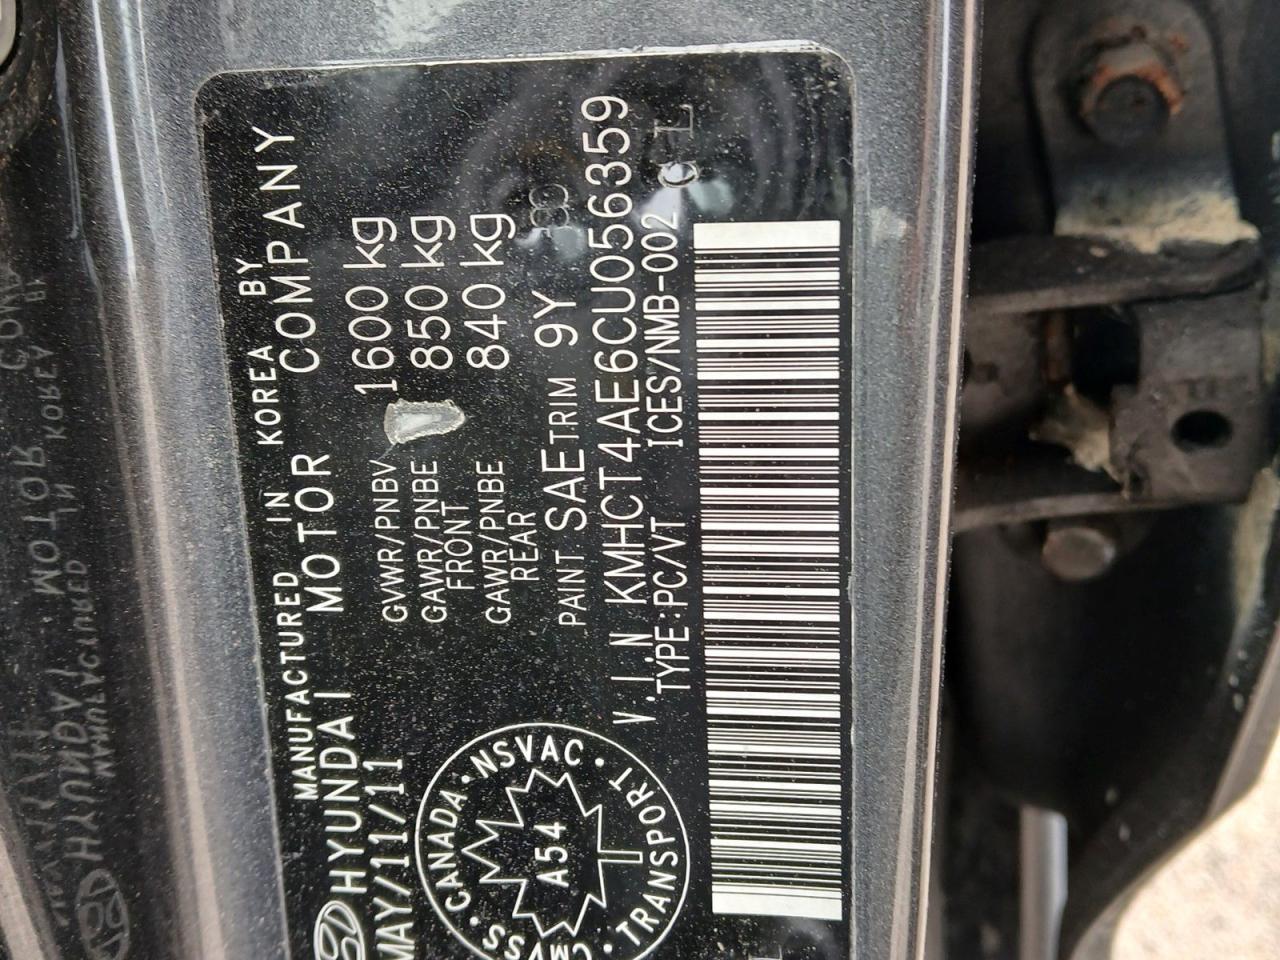 MANUFACTURED IN KOREA BY
HYUNDAI MOTOR COMPANY
MAY/11/11
GVWR/PNBV 1600 kg
GAWR/PNBE FRONT 850 kg
GAWR/PNBE REAR 840 kg
PAINT SAE TRIM 9Y
V.I.N KMHCT4AE6CU056359
TYPE:PC/VT ICES/NMB-002
CANADA · NSVAC · TRANSPORT ·
A54